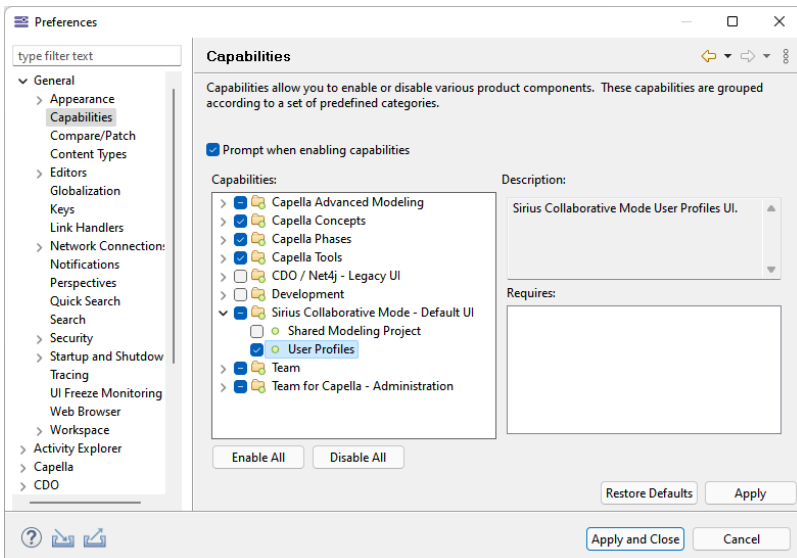 Preferences
type filter text
General
Appearance
Capabilities
Compare/Patch
Content Types
Editors
Globalization
Keys
Link Handlers
Network Connection:
Notifications
Perspectives
Quick Search
Search
Security
Startup and Shutdow
Tracing
UI Freeze Monitoring
Web Browser
Workspace
Activity Explorer
Capella
CDO
Capabilities
Capabilities allow you to enable or disable various product components. These capabilities are grouped
according to a set of predefined categories.
Prompt when enabling capabilities
Capabilities:
Capella Advanced Modeling
Capella Concepts
Capella Phases
Capella Tools
CDO / Net4j - Legacy UI
Development
Sirius Collaborative Mode - Default UI
Shared Modeling Project
User Profiles
Team
Team for Capella - Administration
Description:
Sirius Collaborative Mode User Profiles UI.
Requires:
Enable All
Disable All
Restore Defaults
Apply
?
Apply and Close
Cancel